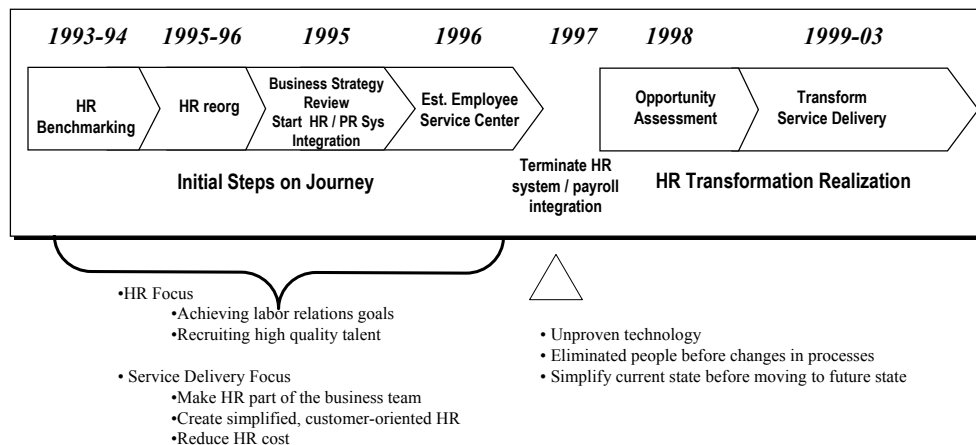 1993-94
1995-96
1995
1996
1997
1998
1999-03
HR
Benchmarking
HR reorg
Business Strategy
Review
Start HR / PR Sys
Integration
Est. Employee
Service Center
Opportunity
Assessment
Transform
Service Delivery
Initial Steps on Journey
Terminate HR
system / payroll
integration
HR Transformation Realization
•HR Focus
•Achieving labor relations goals
•Recruiting high quality talent
• Service Delivery Focus
•Make HR part of the business team
•Create simplified, customer-oriented HR
•Reduce HR cost
• Unproven technology
• Eliminated people before changes in processes
• Simplify current state before moving to future state